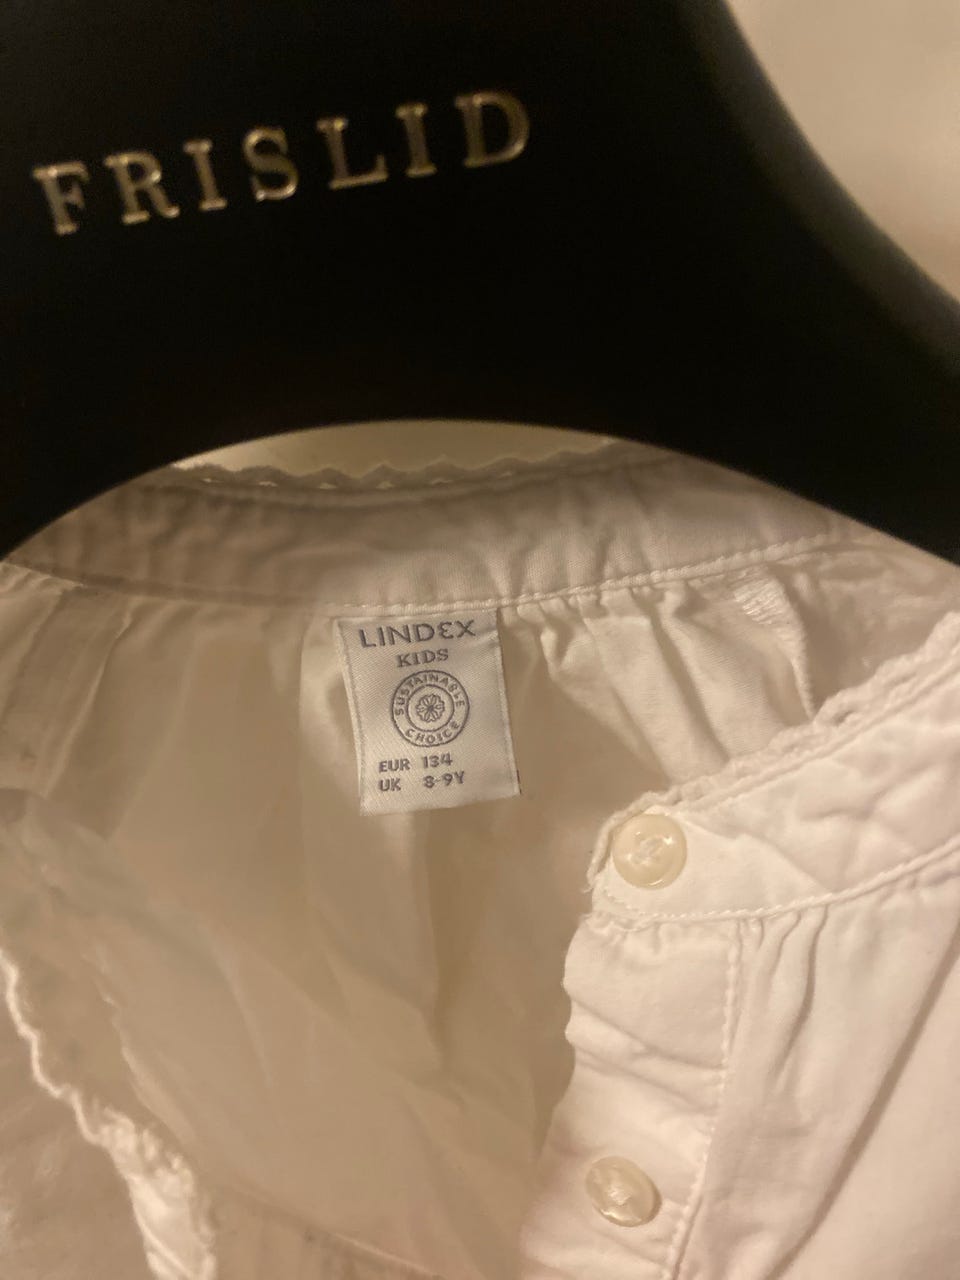 FRISLID
LINDEX
KIDS
SUSTAINABLE
CHOICE
EUR 134
UK 8-9Y